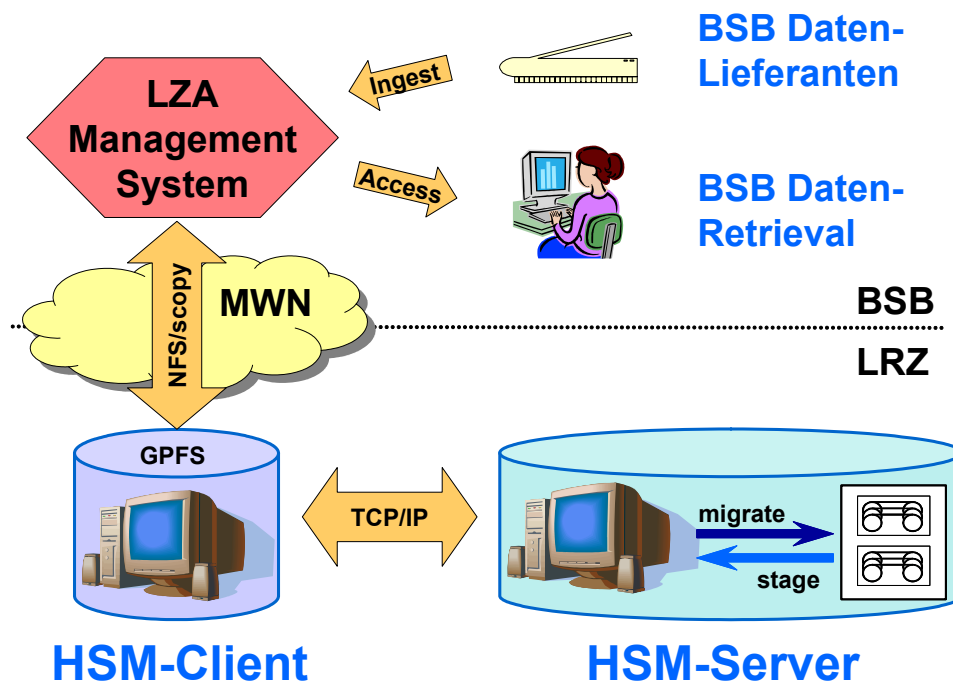 BSB Daten-
Lieferanten
Ingest
LZA
Management
System
Access
BSB Daten-
Retrieval
MWN
NFS/scopy
BSB
LRZ
GPFS
TCP/IP
migrate
stage
HSM-Client
HSM-Server